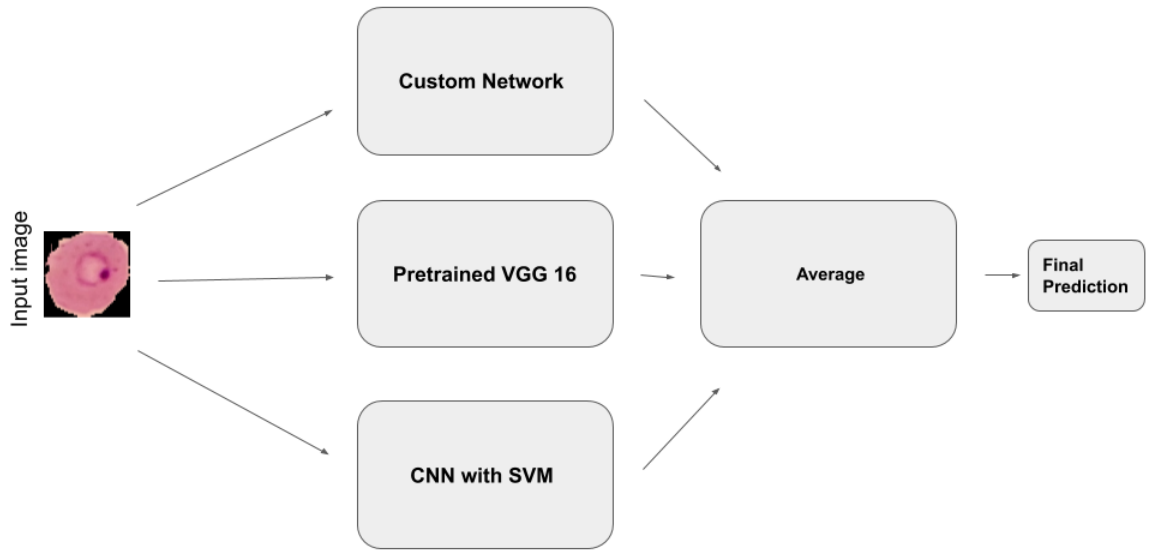 Input image
Custom Network
Pretrained VGG 16
CNN with SVM
Average
Final
Prediction